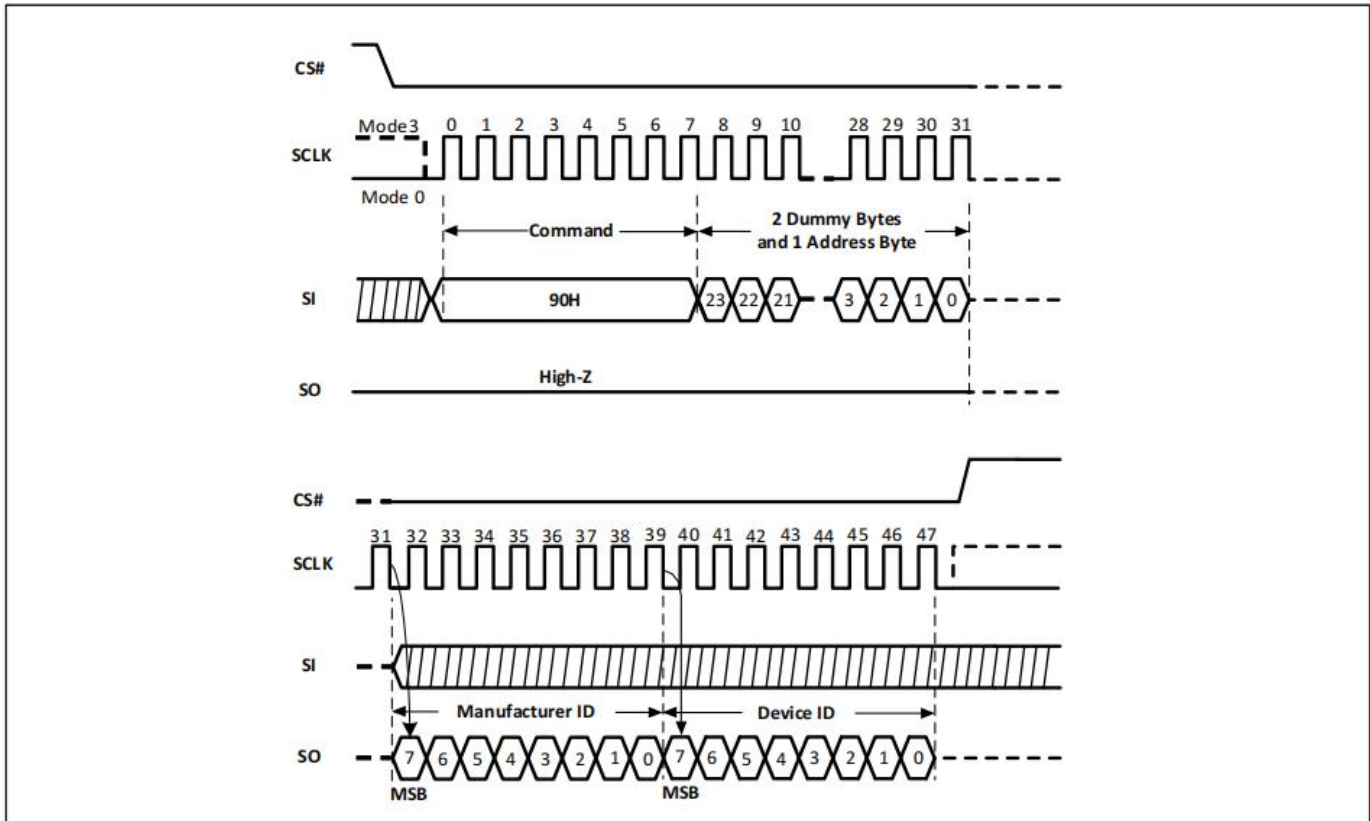 CS#
Mode3 0 1 2 3 4 5 6 7 8 9 10 28 29 30 31
SCLK
Mode 0
Command
2 Dummy Bytes
and 1 Address Byte
SI 90H 23 22 21 3 2 1 0
High-Z
SO
CS#
31 32 33 34 35 36 37 38 39 40 41 42 43 44 45 46 47
SCLK
SI
Manufacturer ID Device ID
SO 7 6 5 4 3 2 1 0 7 6 5 4 3 2 1 0
MSB MSB